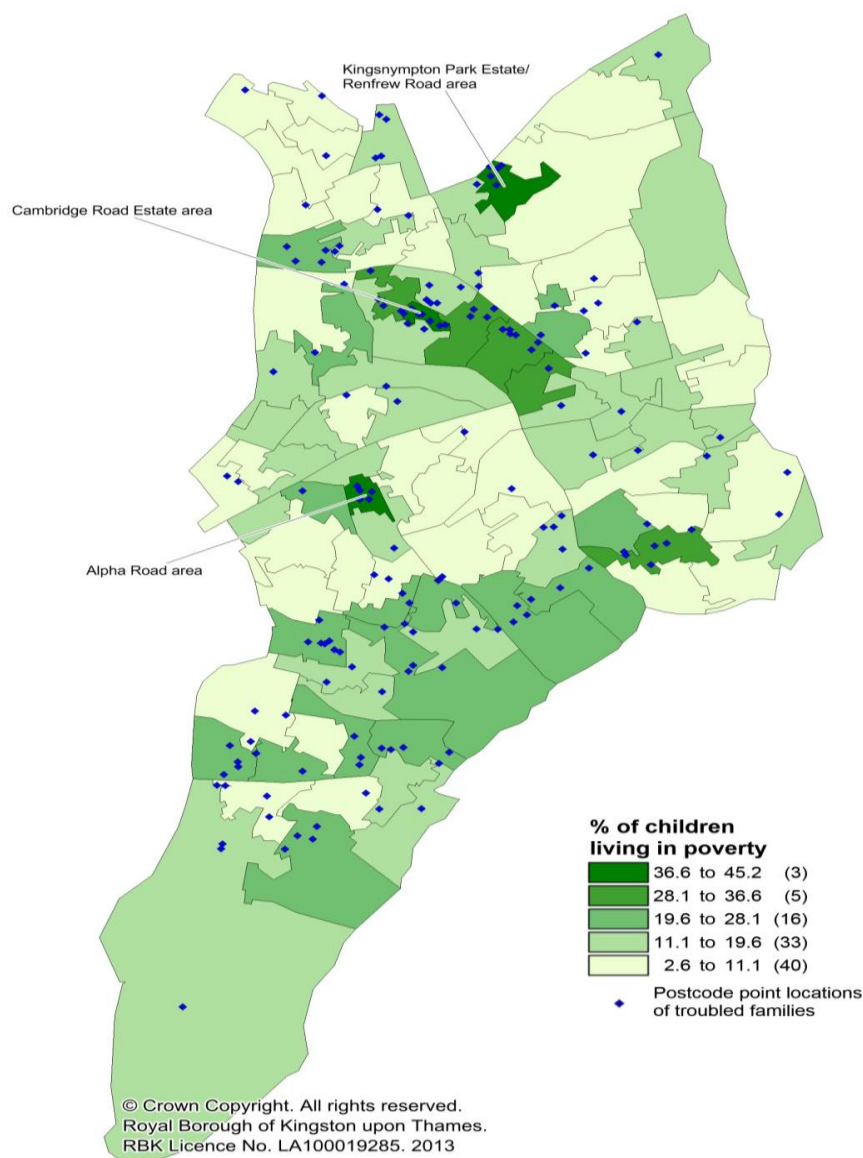 Kingsnympton Park Estate/
Renfrew Road area
Cambridge Road Estate area
Alpha Road area
% of children
living in poverty
36.6 to 45.2 (3)
28.1 to 36.6 (5)
19.6 to 28.1 (16)
11.1 to 19.6 (33)
2.6 to 11.1 (40)
Postcode point locations
of troubled families
© Crown Copyright. All rights reserved.
Royal Borough of Kingston upon Thames.
RBK Licence No. LA100019285. 2013